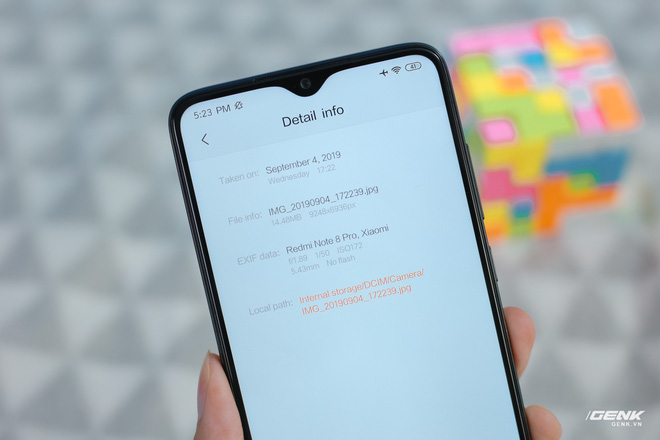 5:23 PM
41
Detail info
Taken on: September 4, 2019
Wednesday 17:22
File info: IMG_20190904_172239.jpg
14.48MB 9248x6936px
EXIF data: Redmi Note 8 Pro, Xiaomi
f/1.89 1/50 ISO172
5.43mm No flash
Local path: Internal storage/DCIM/Camera/
IMG_20190904_172239.jpg
GENK
GENK.VN